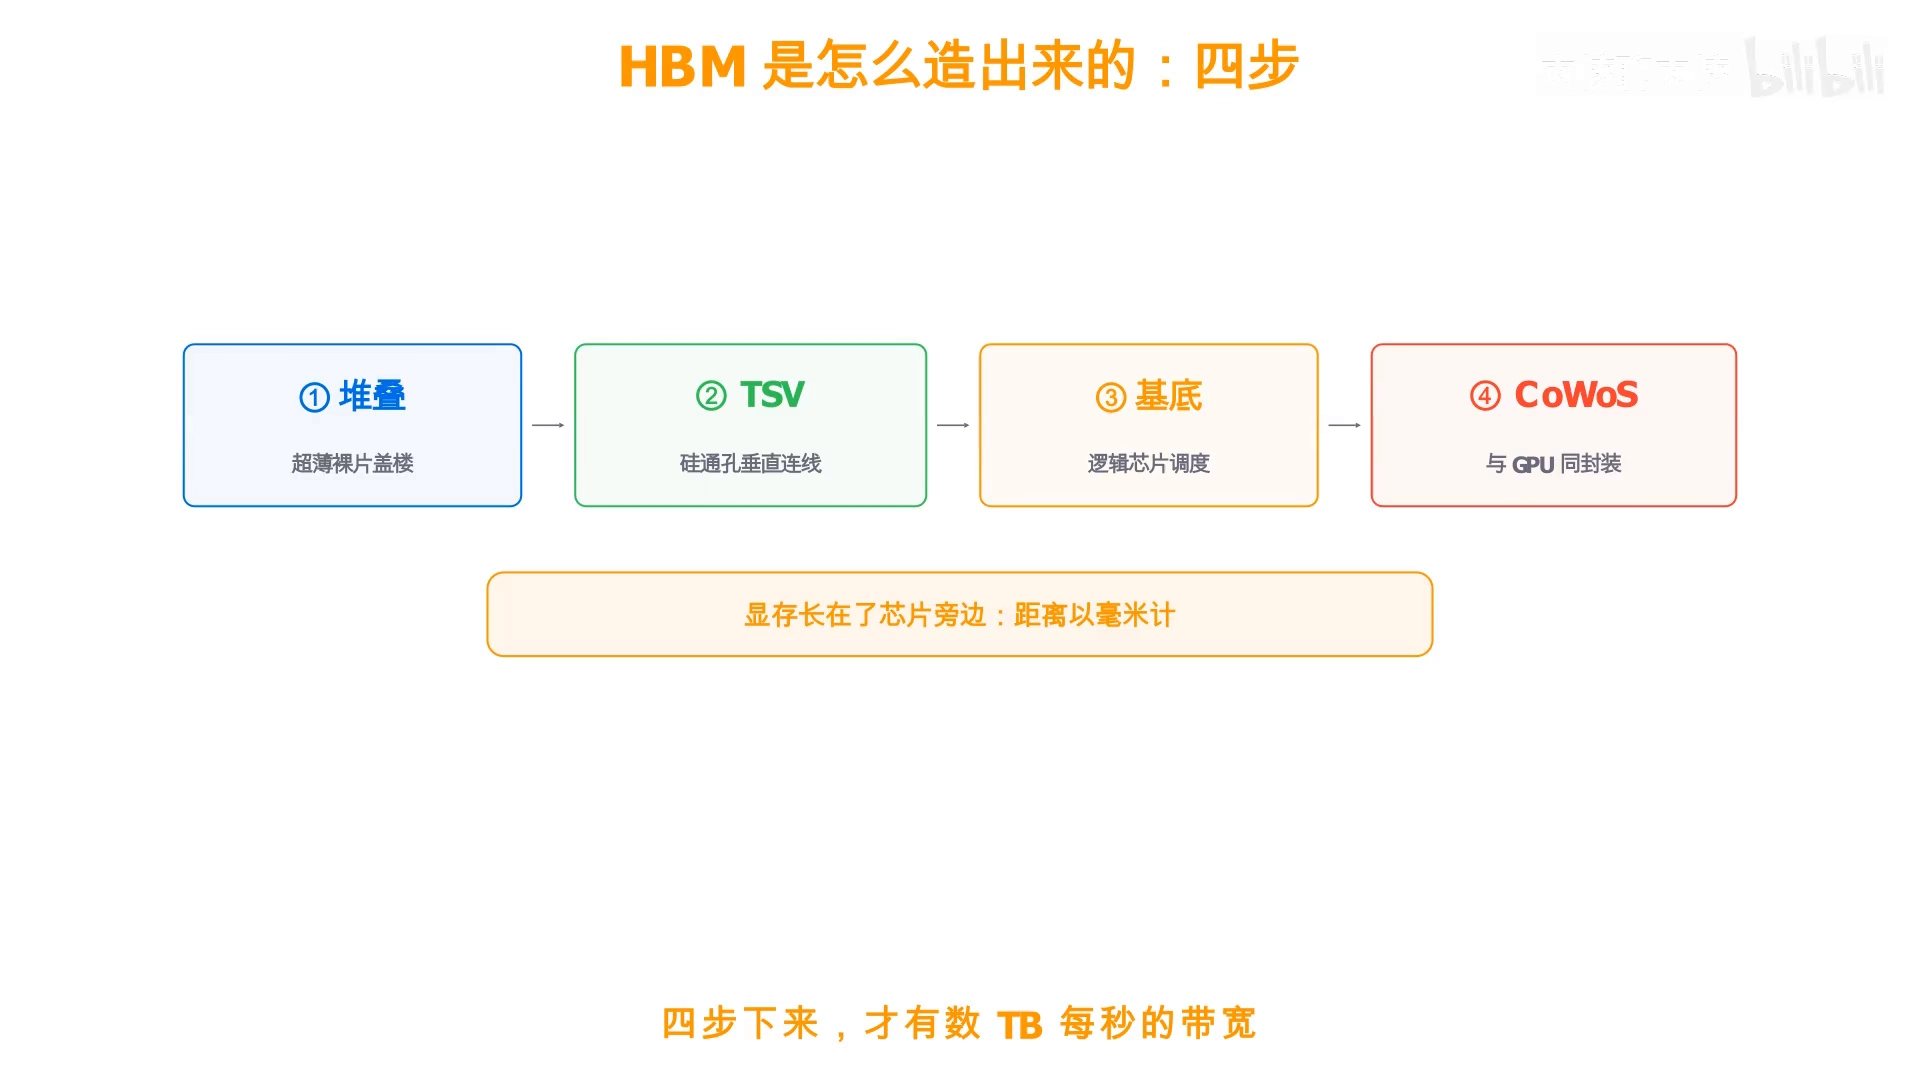 HBM 是怎么造出来的：四步
bilibili
① 堆叠
超薄裸片盖楼
② TSV
硅通孔垂直连线
③ 基底
逻辑芯片调度
④ CoWoS
与 GPU 同封装
显存长在了芯片旁边：距离以毫米计
四步下来，才有数 TB 每秒的带宽